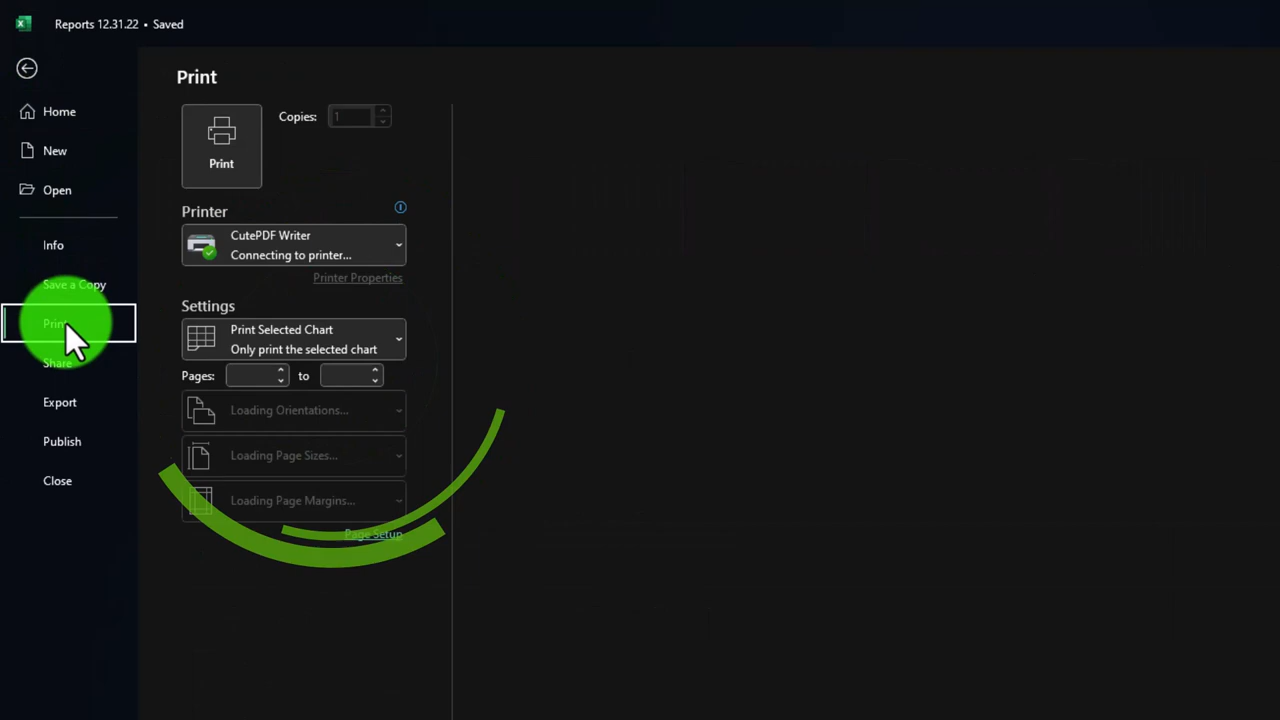 Reports 12.31.22 • Saved
Home
New
Open
Info
Save a Copy
Print
Share
Export
Publish
Close
Print
Print
Copies: 1
Printer
CutePDF Writer
Connecting to printer...
Printer Properties
Settings
Print Selected Chart
Only print the selected chart
Pages: to
Loading Orientations...
Loading Page Sizes...
Loading Page Margins...
Page Setup